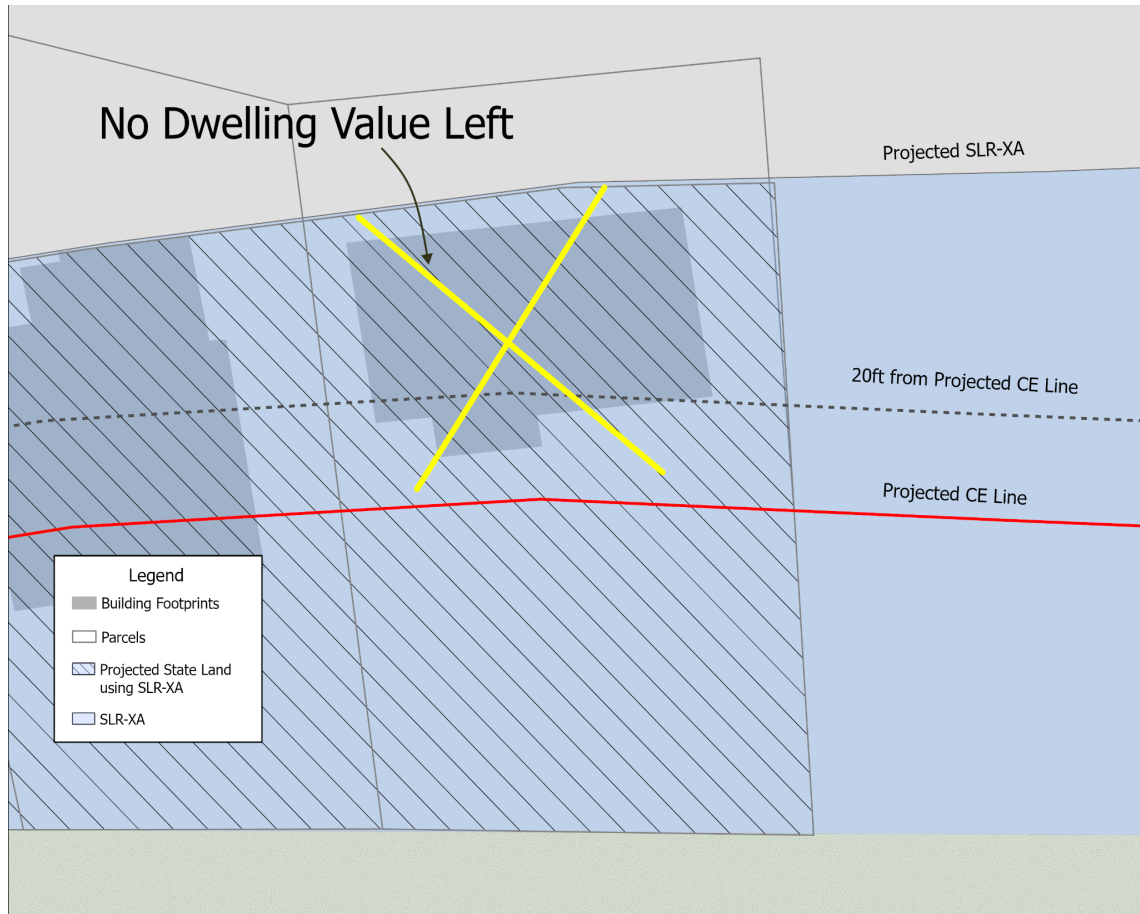 No Dwelling Value Left
Projected SLR-XA
20ft from Projected CE Line
Projected CE Line
Legend
Building Footprints
Parcels
Projected State Land
using SLR-XA
SLR-XA